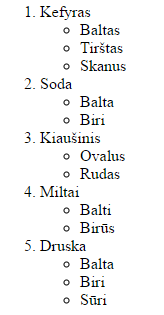 1. Kefyras
Baltas
Tirštas
Skanus
2. Soda
Balta
Biri
3. Kiaušinis
Ovalus
Rudas
4. Miltai
Balti
Birūs
5. Druska
Balta
Biri
Sūri